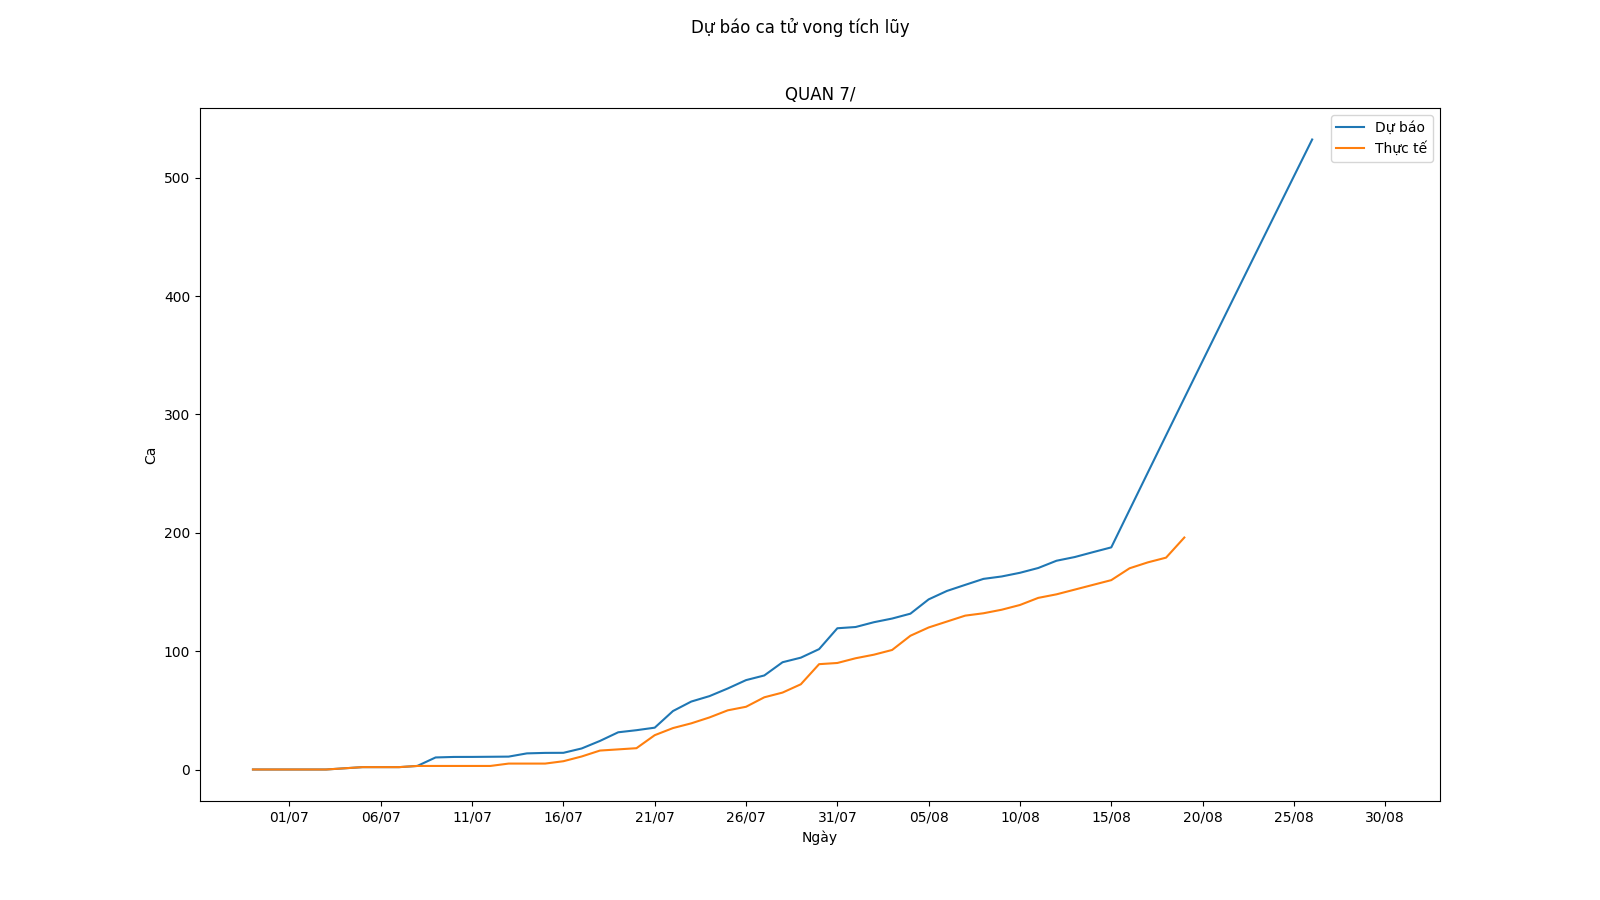 Dự báo ca tử vong tích lũy
QUAN 7/
Dự báo
Thực tế
500
400
300
200
100
0
Ca
01/07 06/07 11/07 16/07 21/07 26/07 31/07 05/08 10/08 15/08 20/08 25/08 30/08
Ngày